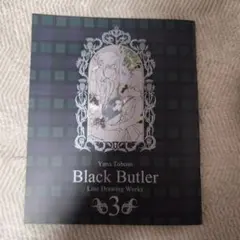 Yana Toboso
Black Butler
Line Drawing Works
3